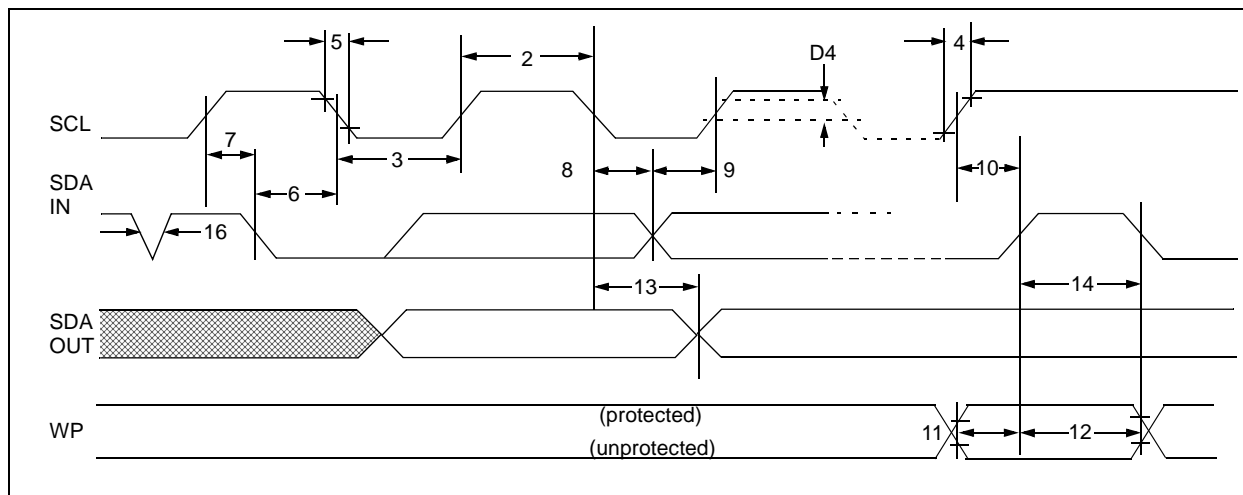 5
2
D4
4
SCL
7
3
8
9
10
SDA
IN
6
16
13
14
SDA
OUT
(protected)
WP
11
12
(unprotected)